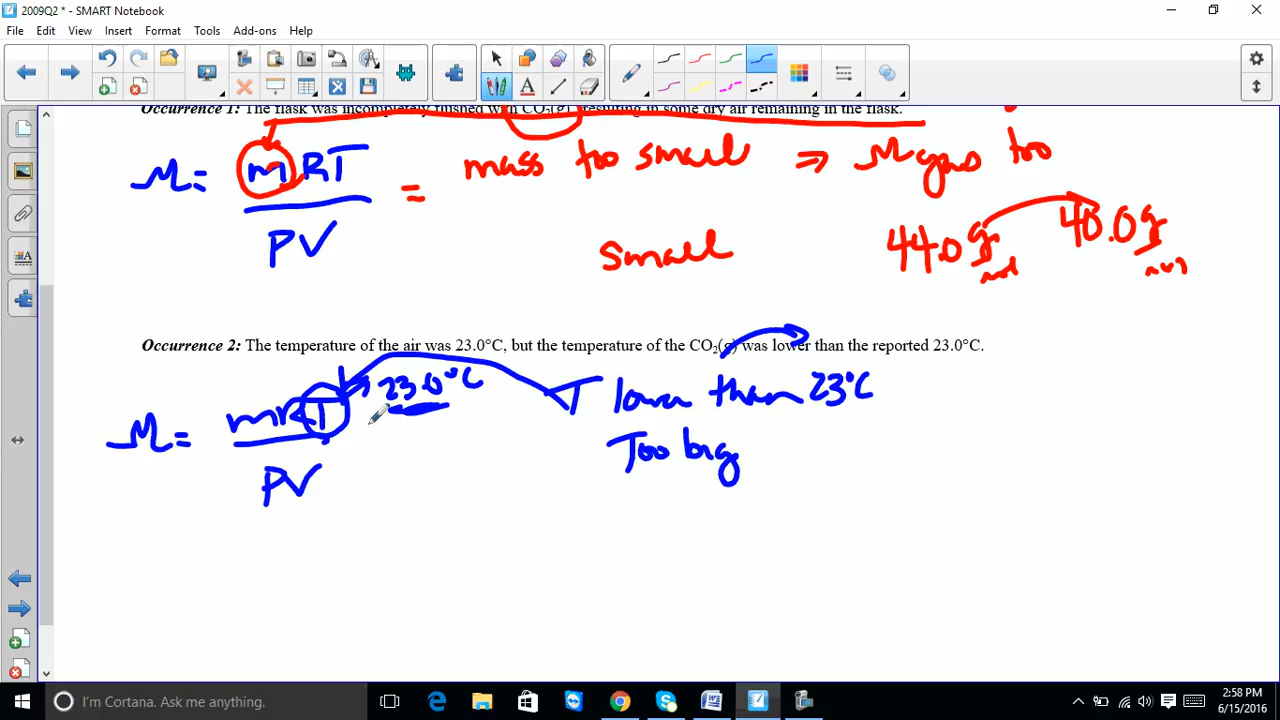 2009Q2 * - SMART Notebook
File Edit View Insert Format Tools Add-ons Help
Occurrence 1: The flask was incompletely flushed with CO₂(g), resulting in some dry air remaining in the flask.
M = mRT / PV = mass too small ⇒ M gas too
small 44.0 g/mol 40.0 g/mol
Occurrence 2: The temperature of the air was 23.0°C, but the temperature of the CO₂(g) was lower than the reported 23.0°C.
M = mRT / PV 23.0°C T lower than 23°C
Too big
I'm Cortana. Ask me anything.
2:58 PM
6/15/2016